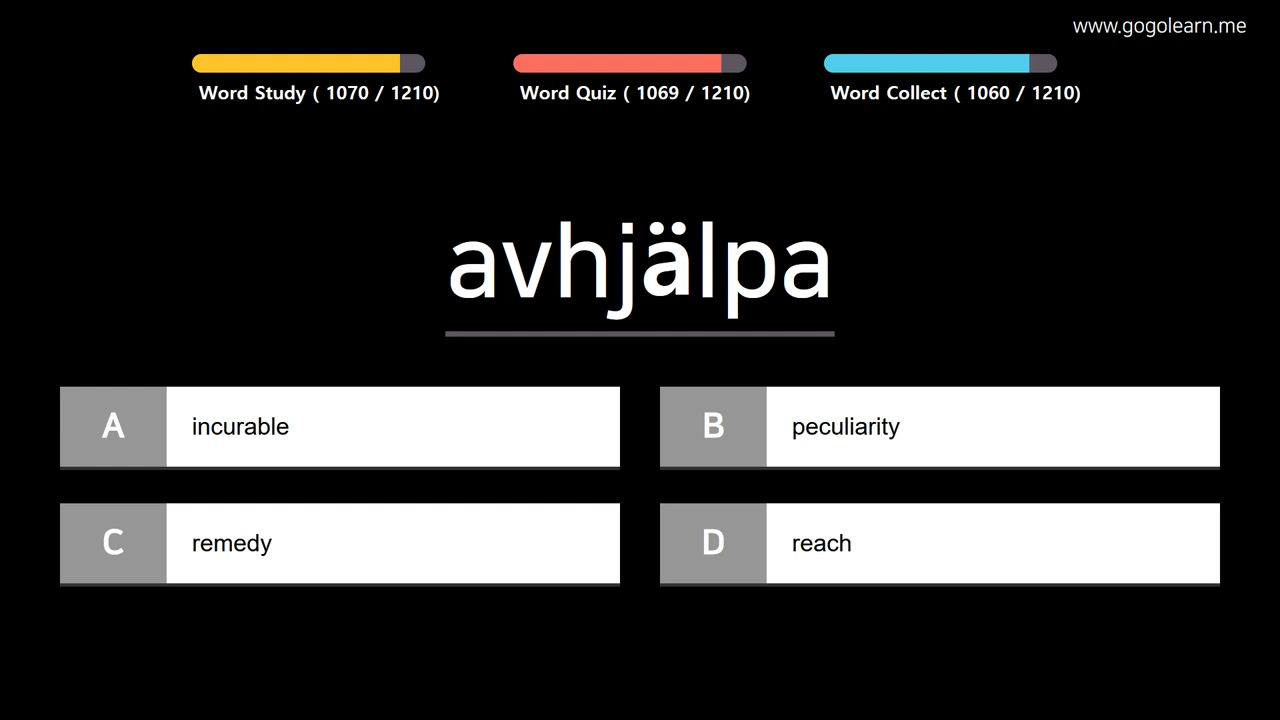 www.gogolearn.me
Word Study ( 1070 / 1210)
Word Quiz ( 1069 / 1210)
Word Collect ( 1060 / 1210)
avhjälpa
A incurable
B peculiarity
C remedy
D reach